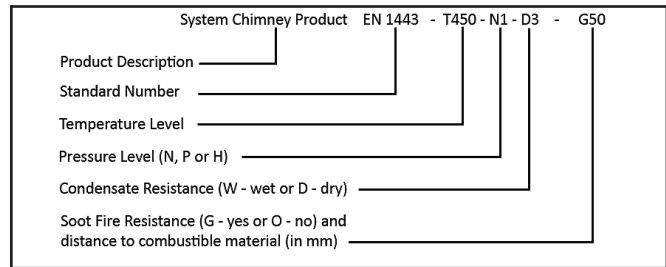 System Chimney Product EN 1443 - T450 - N1 - D3 - G50
Product Description
Standard Number
Temperature Level
Pressure Level (N, P or H)
Condensate Resistance (W - wet or D - dry)
Soot Fire Resistance (G - yes or O - no) and
distance to combustible material (in mm)